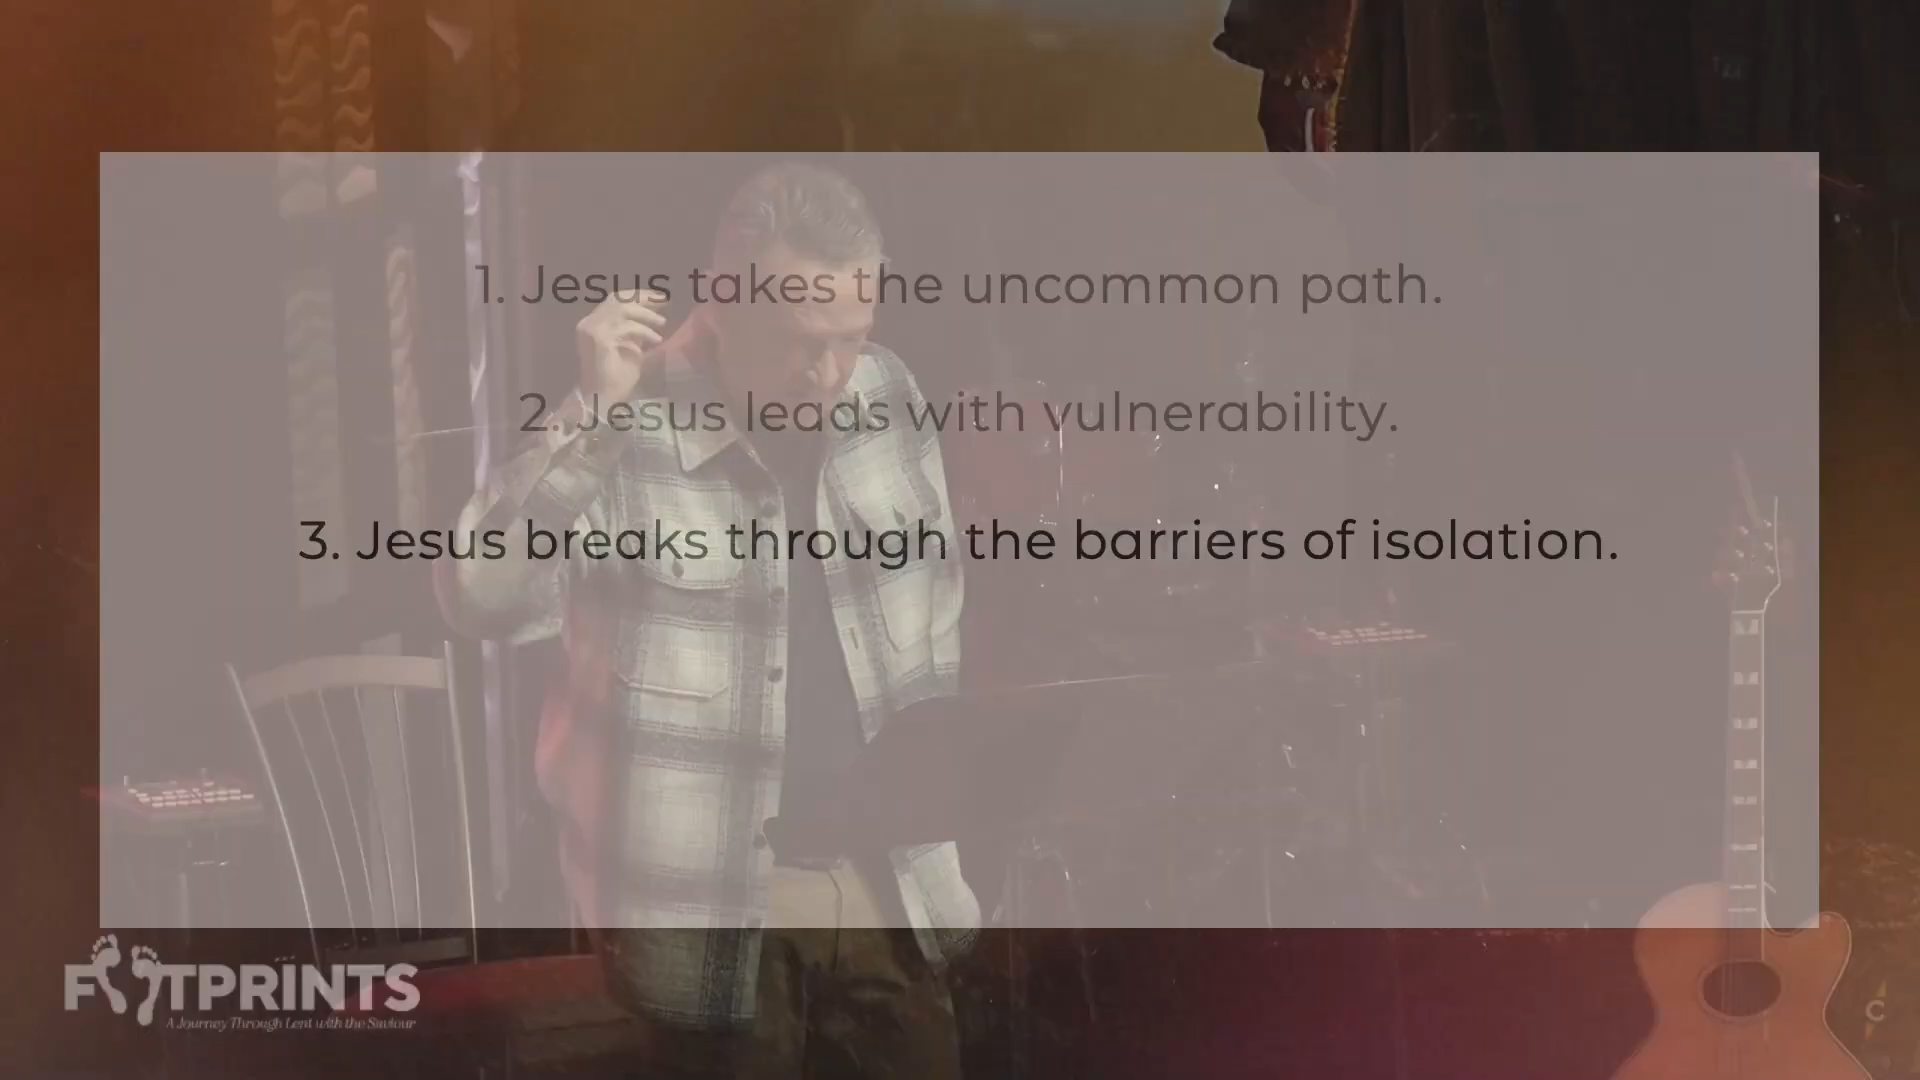 1. Jesus takes the uncommon path.
2. Jesus leads with vulnerability.
3. Jesus breaks through the barriers of isolation.
FOOTPRINTS
A Journey Through Lent with the Saviour
C